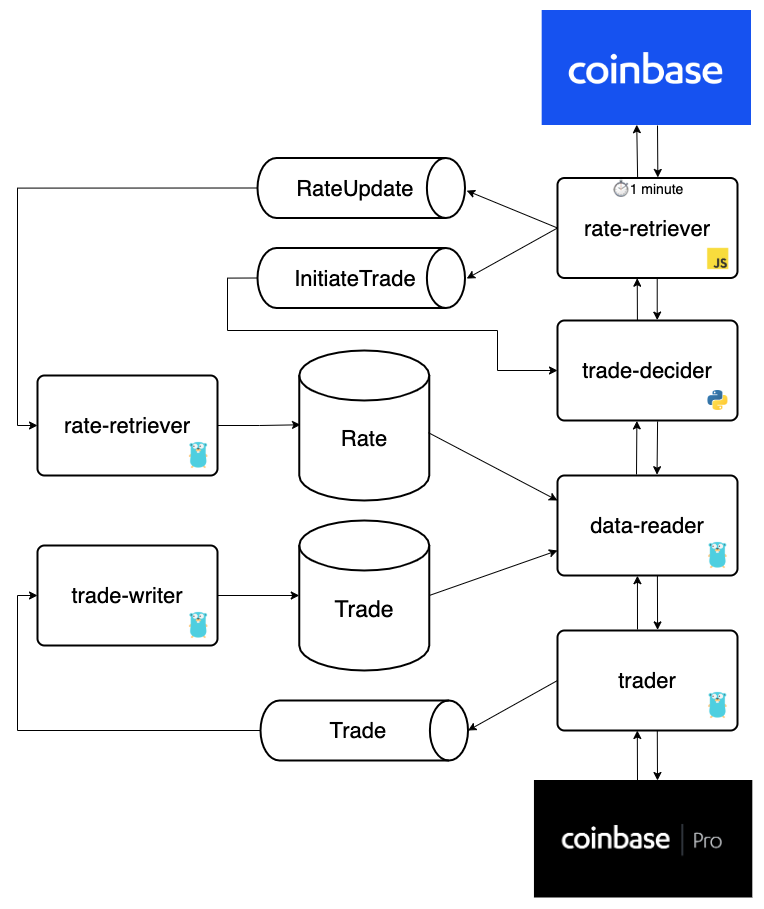 coinbase
1 minute
RateUpdate
rate-retriever
JS
InitiateTrade
trade-decider
rate-retriever
Rate
data-reader
trade-writer
Trade
trader
Trade
coinbase | Pro